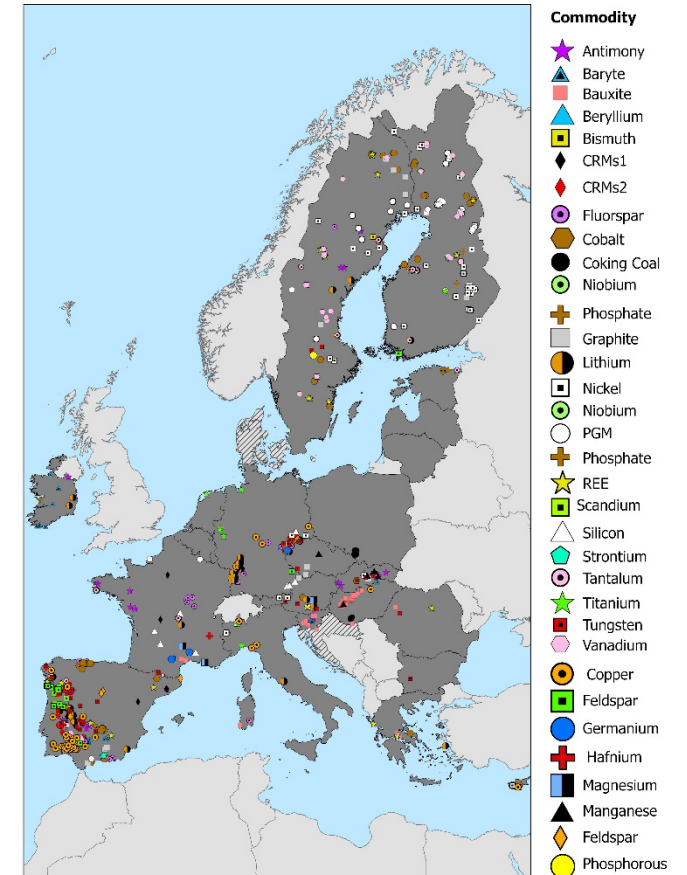 Commodity
Antimony
Baryte
Bauxite
Beryllium
Bismuth
CRMs1
CRMs2
Fluorspar
Cobalt
Coking Coal
Niobium
Phosphate
Graphite
Lithium
Nickel
Niobium
PGM
Phosphate
REE
Scandium
Silicon
Strontium
Tantalum
Titanium
Tungsten
Vanadium
Copper
Feldspar
Germanium
Hafnium
Magnesium
Manganese
Feldspar
Phosphorous